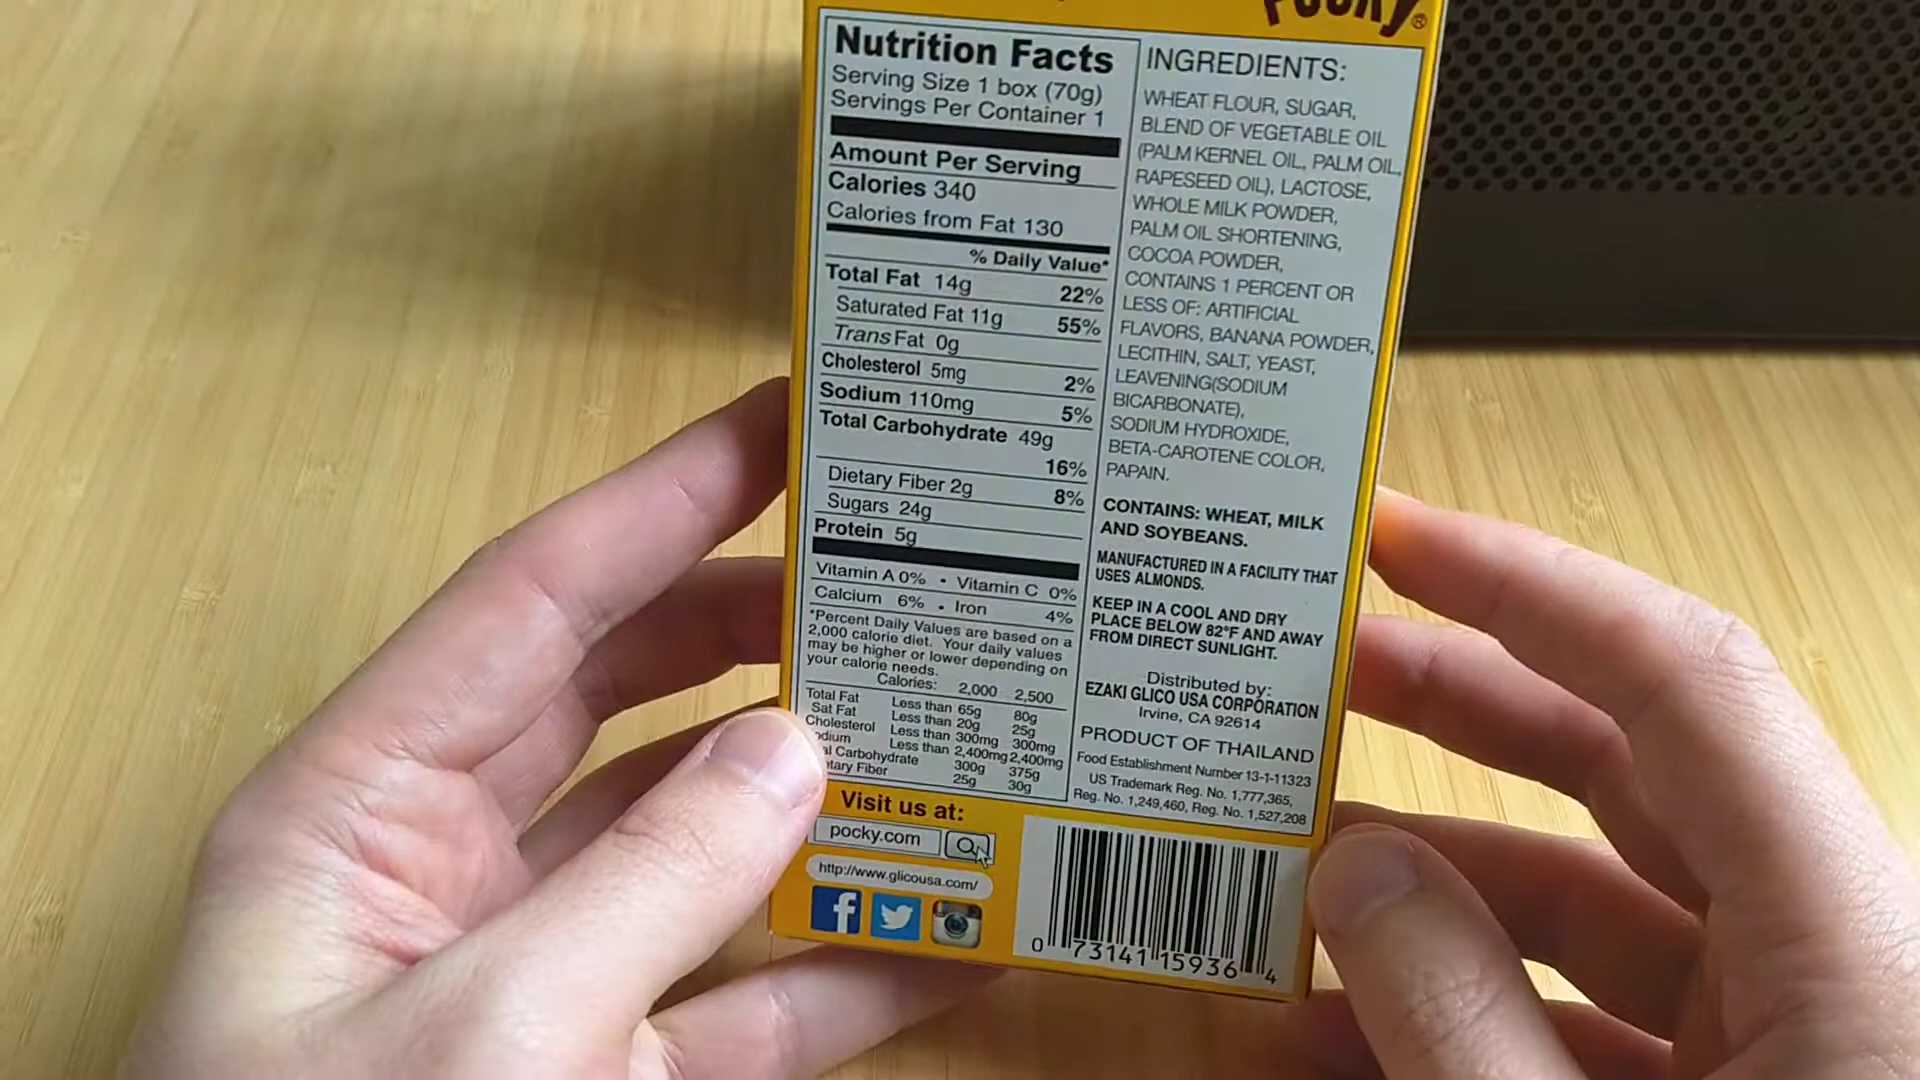 Pocky®
Nutrition Facts
Serving Size 1 box (70g)
Servings Per Container 1
Amount Per Serving
Calories 340
Calories from Fat 130
% Daily Value*
Total Fat 14g 22%
Saturated Fat 11g 55%
Trans Fat 0g
Cholesterol 5mg 2%
Sodium 110mg 5%
Total Carbohydrate 49g
16%
Dietary Fiber 2g 8%
Sugars 24g
Protein 5g
Vitamin A 0% • Vitamin C 0%
Calcium 6% • Iron 4%
*Percent Daily Values are based on a
2,000 calorie diet. Your daily values
may be higher or lower depending on
your calorie needs.
Calories: 2,000 2,500
Total Fat Less than 65g 80g
Sat Fat Less than 20g 25g
Cholesterol Less than 300mg 300mg
odium Less than 2,400mg 2,400mg
al Carbohydrate 300g 375g
etary Fiber 25g 30g
INGREDIENTS:
WHEAT FLOUR, SUGAR,
BLEND OF VEGETABLE OIL
(PALM KERNEL OIL, PALM OIL,
RAPESEED OIL), LACTOSE,
WHOLE MILK POWDER,
PALM OIL SHORTENING,
COCOA POWDER,
CONTAINS 1 PERCENT OR
LESS OF: ARTIFICIAL
FLAVORS, BANANA POWDER,
LECITHIN, SALT, YEAST,
LEAVENING(SODIUM
BICARBONATE),
SODIUM HYDROXIDE,
BETA-CAROTENE COLOR,
PAPAIN.
CONTAINS: WHEAT, MILK
AND SOYBEANS.
MANUFACTURED IN A FACILITY THAT
USES ALMONDS.
KEEP IN A COOL AND DRY
PLACE BELOW 82°F AND AWAY
FROM DIRECT SUNLIGHT.
Distributed by:
EZAKI GLICO USA CORPORATION
Irvine, CA 92614
PRODUCT OF THAILAND
Food Establishment Number 13-1-11323
US Trademark Reg. No. 1,777,365,
Reg. No. 1,249,460, Reg. No. 1,527,208
Visit us at:
pocky.com
http://www.glicousa.com/
f
0 73141 15936 4